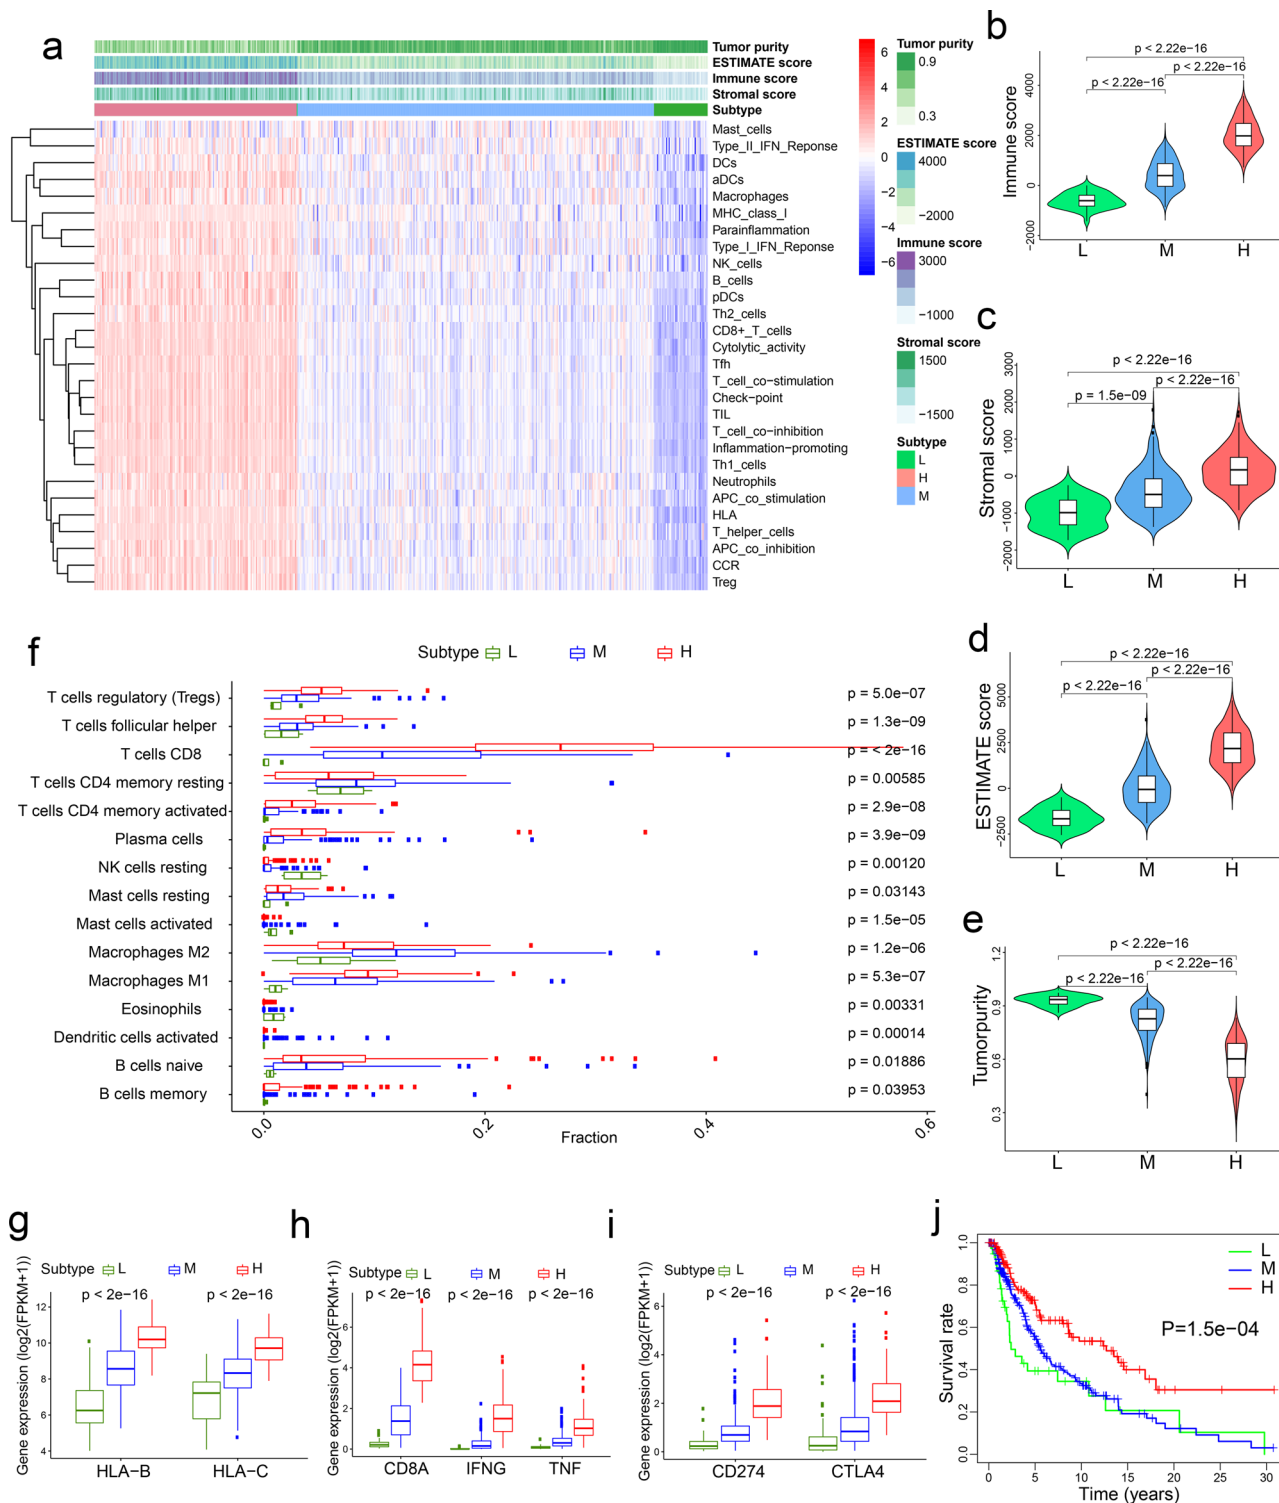 a
Tumor purity
ESTIMATE score
Immune score
Stromal score
Subtype
Mast_cells
Type_II_IFN_Reponse
DCs
aDCs
Macrophages
MHC_class_I
Parainflammation
Type_I_IFN_Reponse
NK_cells
B_cells
pDCs
Th2_cells
CD8+_T_cells
Cytolytic_activity
Tfh
T_cell_co−stimulation
Check−point
TIL
T_cell_co−inhibition
Inflammation−promoting
Th1_cells
Neutrophils
APC_co_stimulation
HLA
T_helper_cells
APC_co_inhibition
CCR
Treg
6
4
2
0
−2
−4
−6
Tumor purity
0.9
0.3
ESTIMATE score
4000
−2000
Immune score
3000
−1000
Stromal score
1500
−1500
Subtype
L
H
M
b
Immune score
4000
2000
0
−2000
p < 2.22e−16
p < 2.22e−16
p < 2.22e−16
L M H
c
Stromal score
3000
2000
1000
0
−1000
−2000
p < 2.22e−16
p < 2.22e−16
p = 1.5e−09
L M H
d
ESTIMATE score
5000
2500
0
−2500
p < 2.22e−16
p < 2.22e−16
p < 2.22e−16
L M H
e
Tumorpurity
1.2
0.9
0.6
0.3
p < 2.22e−16
p < 2.22e−16
p < 2.22e−16
L M H
f
Subtype L M H
T cells regulatory (Tregs) p = 5.0e−07
T cells follicular helper p = 1.3e−09
T cells CD8 p = < 2e−16
T cells CD4 memory resting p = 0.00585
T cells CD4 memory activated p = 2.9e−08
Plasma cells p = 3.9e−09
NK cells resting p = 0.00120
Mast cells resting p = 0.03143
Mast cells activated p = 1.5e−05
Macrophages M2 p = 1.2e−06
Macrophages M1 p = 5.3e−07
Eosinophils p = 0.00331
Dendritic cells activated p = 0.00014
B cells naive p = 0.01886
B cells memory p = 0.03953
0.0 0.2 0.4 0.6
Fraction
g
Gene expression (log2(FPKM+1))
Subtype L M H
p < 2e−16 p < 2e−16
12
10
8
6
4
HLA−B HLA−C
h
Gene expression (log2(FPKM+1))
Subtype L M H
p < 2e−16 p < 2e−16 p < 2e−16
6
4
2
0
CD8A IFNG TNF
i
Gene expression (log2(FPKM+1))
Subtype L M H
p < 2e−16 p < 2e−16
6
4
2
0
CD274 CTLA4
j
Survival rate
1.0
0.8
0.6
0.4
0.2
0.0
L
M
H
P=1.5e−04
0 5 10 15 20 25 30
Time (years)